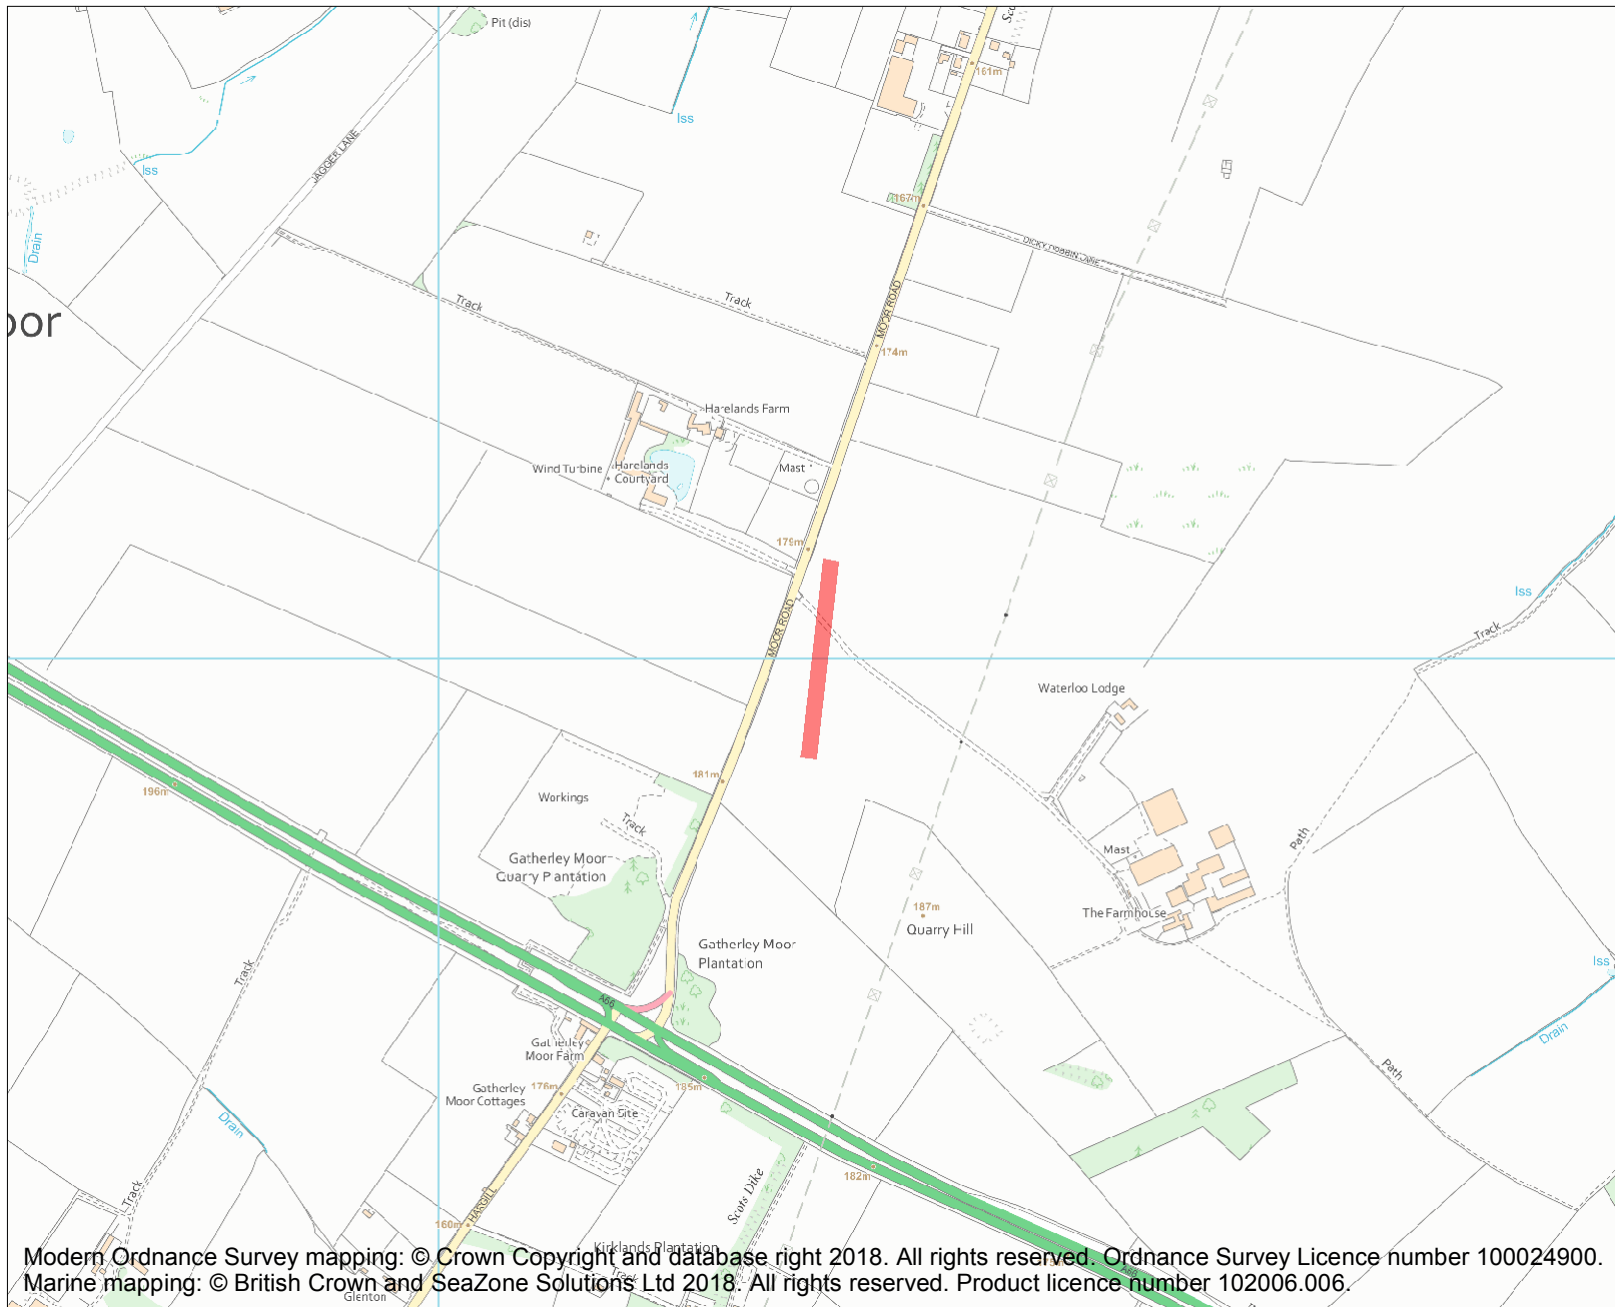 Pit (dis)
161m
Iss
JAGGER LANE
Iss
167m
Drain
DICKY DOBBIN LANE
Track
Track
MOOR ROAD
oor
174m
Harelands Farm
Wind Turbine
Harelands
Courtyard
Mast
179m
Iss
MOOR ROAD
Track
Waterloo Lodge
181m
196m
Workings
Track
Path
Mast
Gatherley Moor
Quarry Plantation
187m
Quarry Hill
The Farmhouse
Gatherley Moor
Plantation
Track
Iss
A66
Drain
Gatherley
Moor Farm
Path
176m
185m
Gatherley
Moor Cottages
Caravan Site
Drain
182m
Scots Dike
Track
HARGILL
160m
Kirklands Plantation
A66
Track
Glenton
Modern Ordnance Survey mapping: © Crown Copyright and database right 2018. All rights reserved. Ordnance Survey Licence number 100024900.
Marine mapping: © British Crown and SeaZone Solutions Ltd 2018. All rights reserved. Product licence number 102006.006.